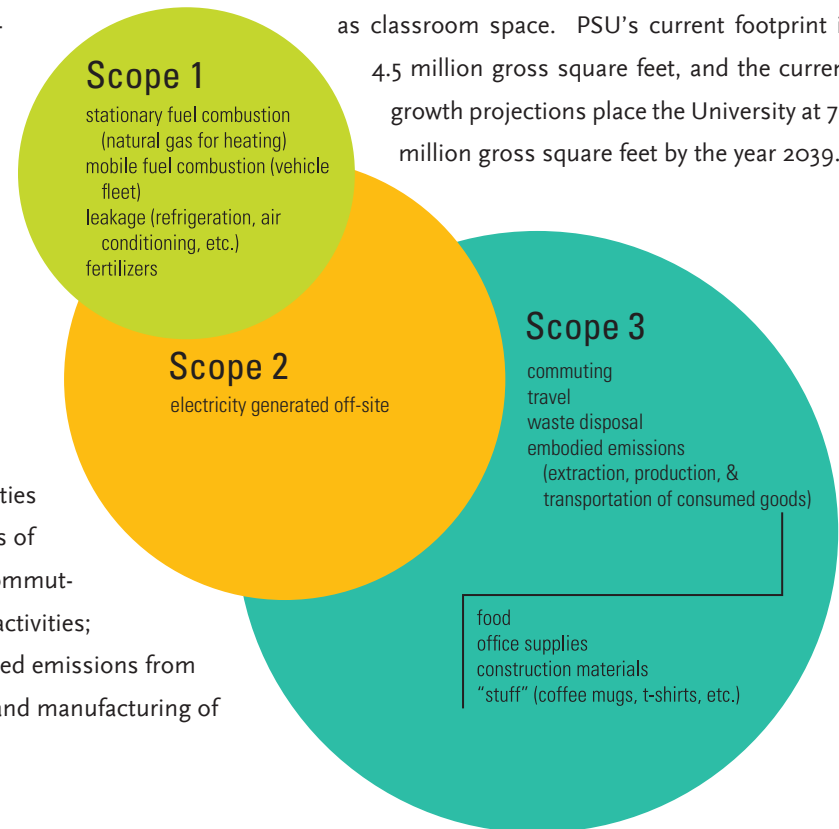 as classroom space. PSU's current footprint i
4.5 million gross square feet, and the curren
growth projections place the University at 7
million gross square feet by the year 2039.
Scope 1
stationary fuel combustion
(natural gas for heating)
mobile fuel combustion (vehicle
fleet)
leakage (refrigeration, air
conditioning, etc.)
fertilizers
Scope 2
electricity generated off-site
Scope 3
commuting
travel
waste disposal
embodied emissions
(extraction, production, &
transportation of consumed goods)
food
office supplies
construction materials
"stuff" (coffee mugs, t-shirts, etc.)
ties
s of
ommut-
activities;
ed emissions from
and manufacturing of